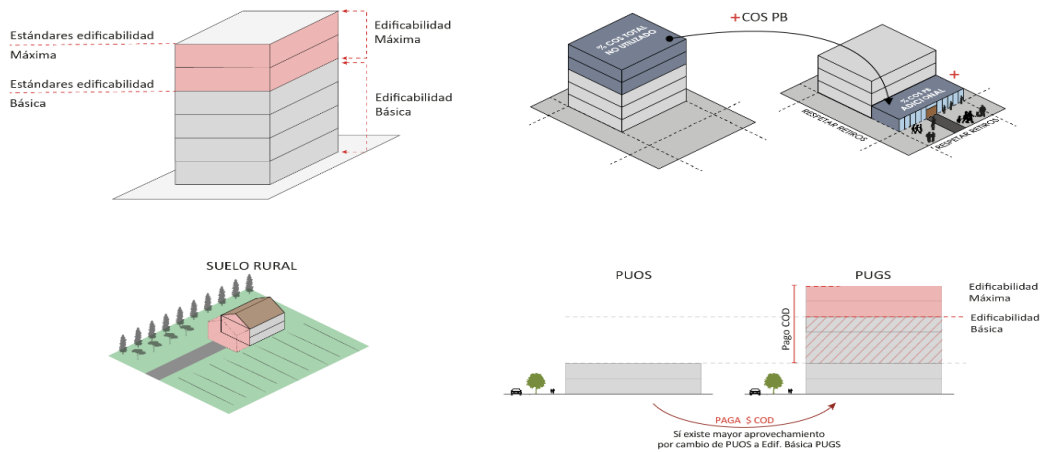 Estándares edificabilidad
Máxima
Estándares edificabilidad
Básica
Edificabilidad
Máxima
Edificabilidad
Básica
+COS PB
% COS TOTAL
NO UTILIZADO
+
% COS PB
ADICIONAL
RESPETAR RETIROS
RESPETAR RETIROS
SUELO RURAL
PUOS
PUGS
Pago COD
Edificabilidad
Máxima
Edificabilidad
Básica
PAGA $ COD
Sí existe mayor aprovechamiento
por cambio de PUOS a Edif. Básica PUGS